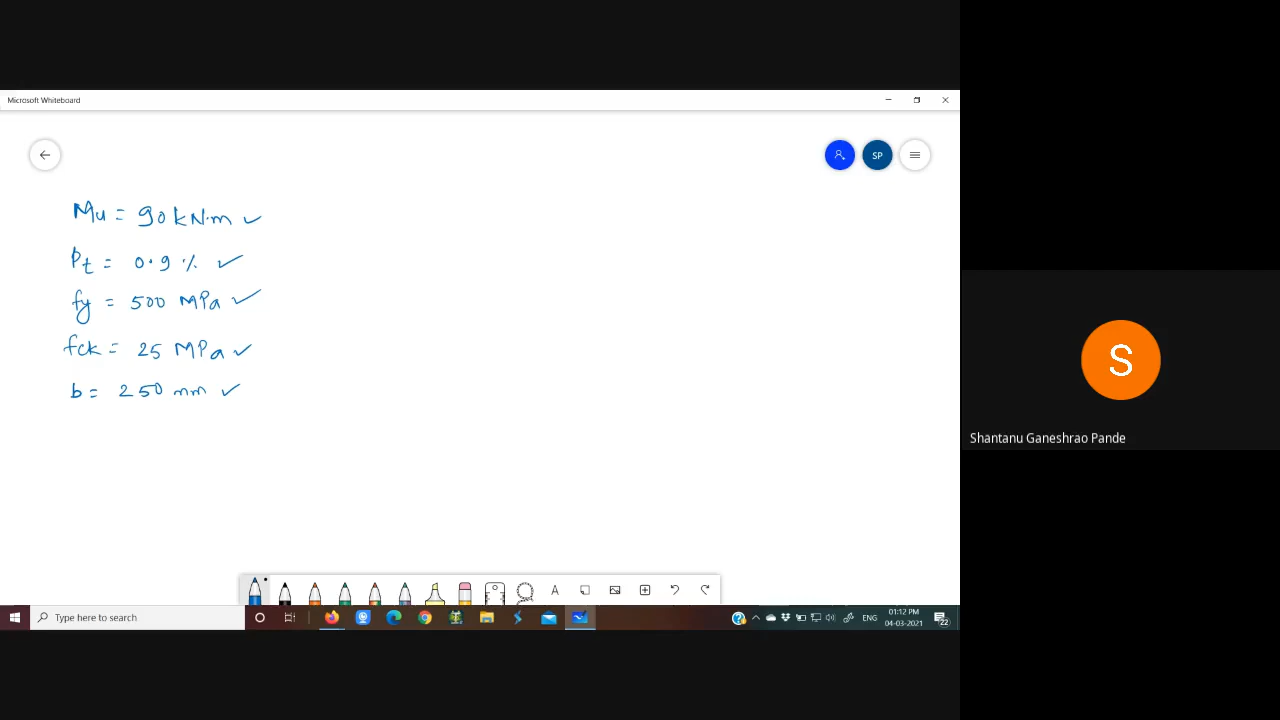 Microsoft Whiteboard
SP
Mu = 90 kN.m ✓
Pt = 0.9 % ✓
fy = 500 MPa ✓
fck = 25 MPa ✓
b = 250 mm ✓
S
Shantanu Ganeshrao Pande
A
Type here to search
ENG
01:12 PM
04-03-2021
22